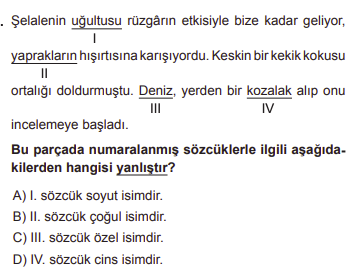 . Şelalenin uğultusu rüzgârın etkisiyle bize kadar geliyor,
I
yaprakların hışırtısına karışıyordu. Keskin bir kekik kokusu
II
ortalığı doldurmuştu. Deniz, yerden bir kozalak alıp onu
III IV
incelemeye başladı.
Bu parçada numaralanmış sözcüklerle ilgili aşağıda-
kilerden hangisi yanlıştır?
A) I. sözcük soyut isimdir.
B) II. sözcük çoğul isimdir.
C) III. sözcük özel isimdir.
D) IV. sözcük cins isimdir.